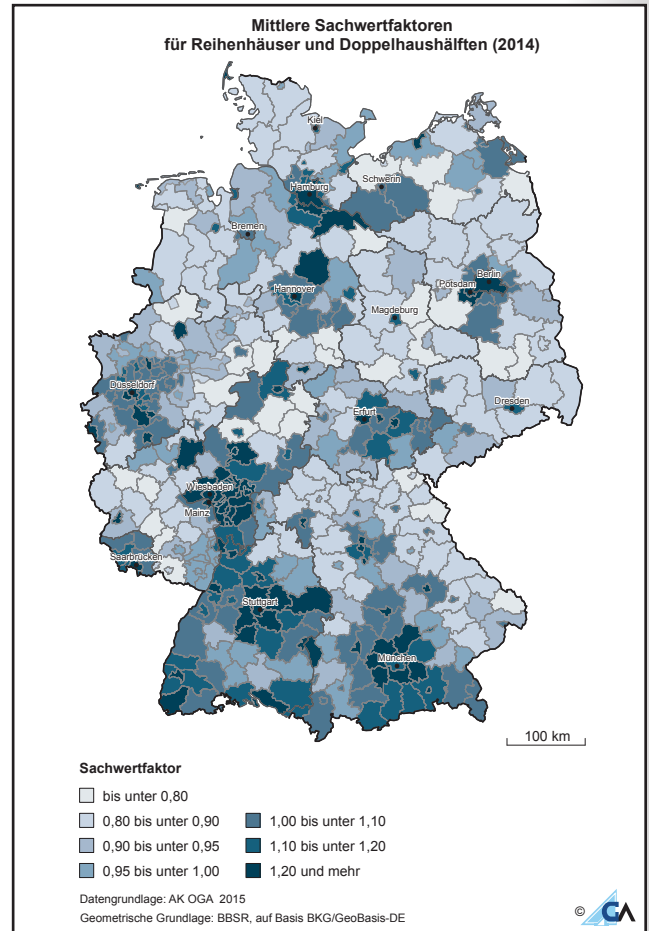 Mittlere Sachwertfaktoren
für Reihenhäuser und Doppelhaushälften (2014)
Kiel
Schwerin
Hamburg
Bremen
Berlin
Potsdam
Hannover
Magdeburg
Düsseldorf
Dresden
Erfurt
Wiesbaden
Mainz
Saarbrücken
Stuttgart
München
100 km
Sachwertfaktor
bis unter 0,80
0,80 bis unter 0,90
1,00 bis unter 1,10
0,90 bis unter 0,95
1,10 bis unter 1,20
0,95 bis unter 1,00
1,20 und mehr
Datengrundlage: AK OGA 2015
Geometrische Grundlage: BBSR, auf Basis BKG/GeoBasis-DE
© GA